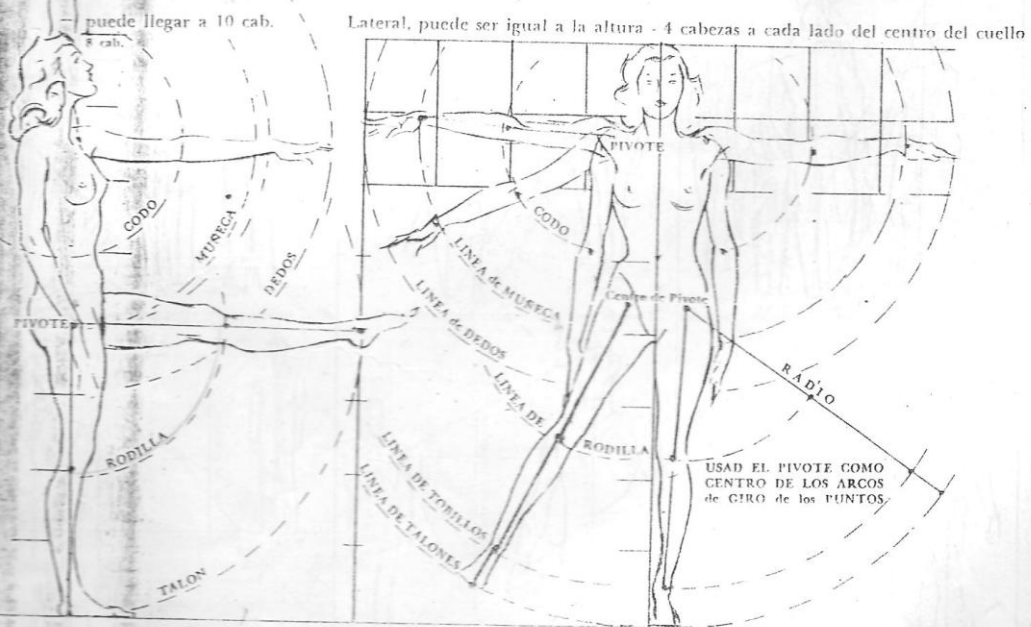 puede llegar a 10 cab.
8 cab.
Lateral, puede ser igual a la altura - 4 cabezas a cada lado del centro del cuello
PIVOTE
CODO
MUÑECA
DEDOS
PIVOTE
RODILLA
TALON
CODO
LINEA de MUÑECA
LINEA de DEDOS
Centro de Pivote
LINEA DE
RODILLA
RADIO
LINEA DE TOBILLOS
LINEA DE TALONES
USAD EL PIVOTE COMO
CENTRO DE LOS ARCOS
de GIRO de los PUNTOS.